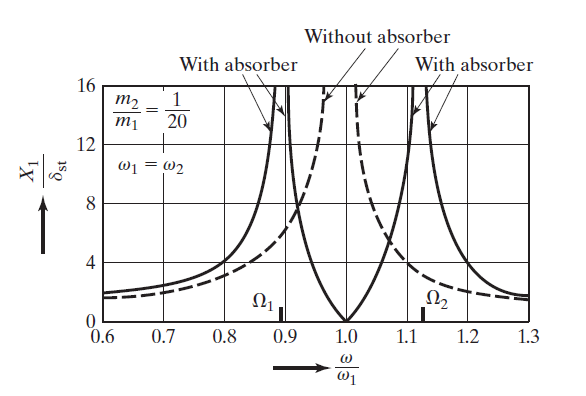 Without absorber
With absorber With absorber
16
m2/m1 = 1/20
12
ω1 = ω2
X1/δst
8
4
Ω1 Ω2
0
0.6 0.7 0.8 0.9 1.0 1.1 1.2 1.3
ω/ω1